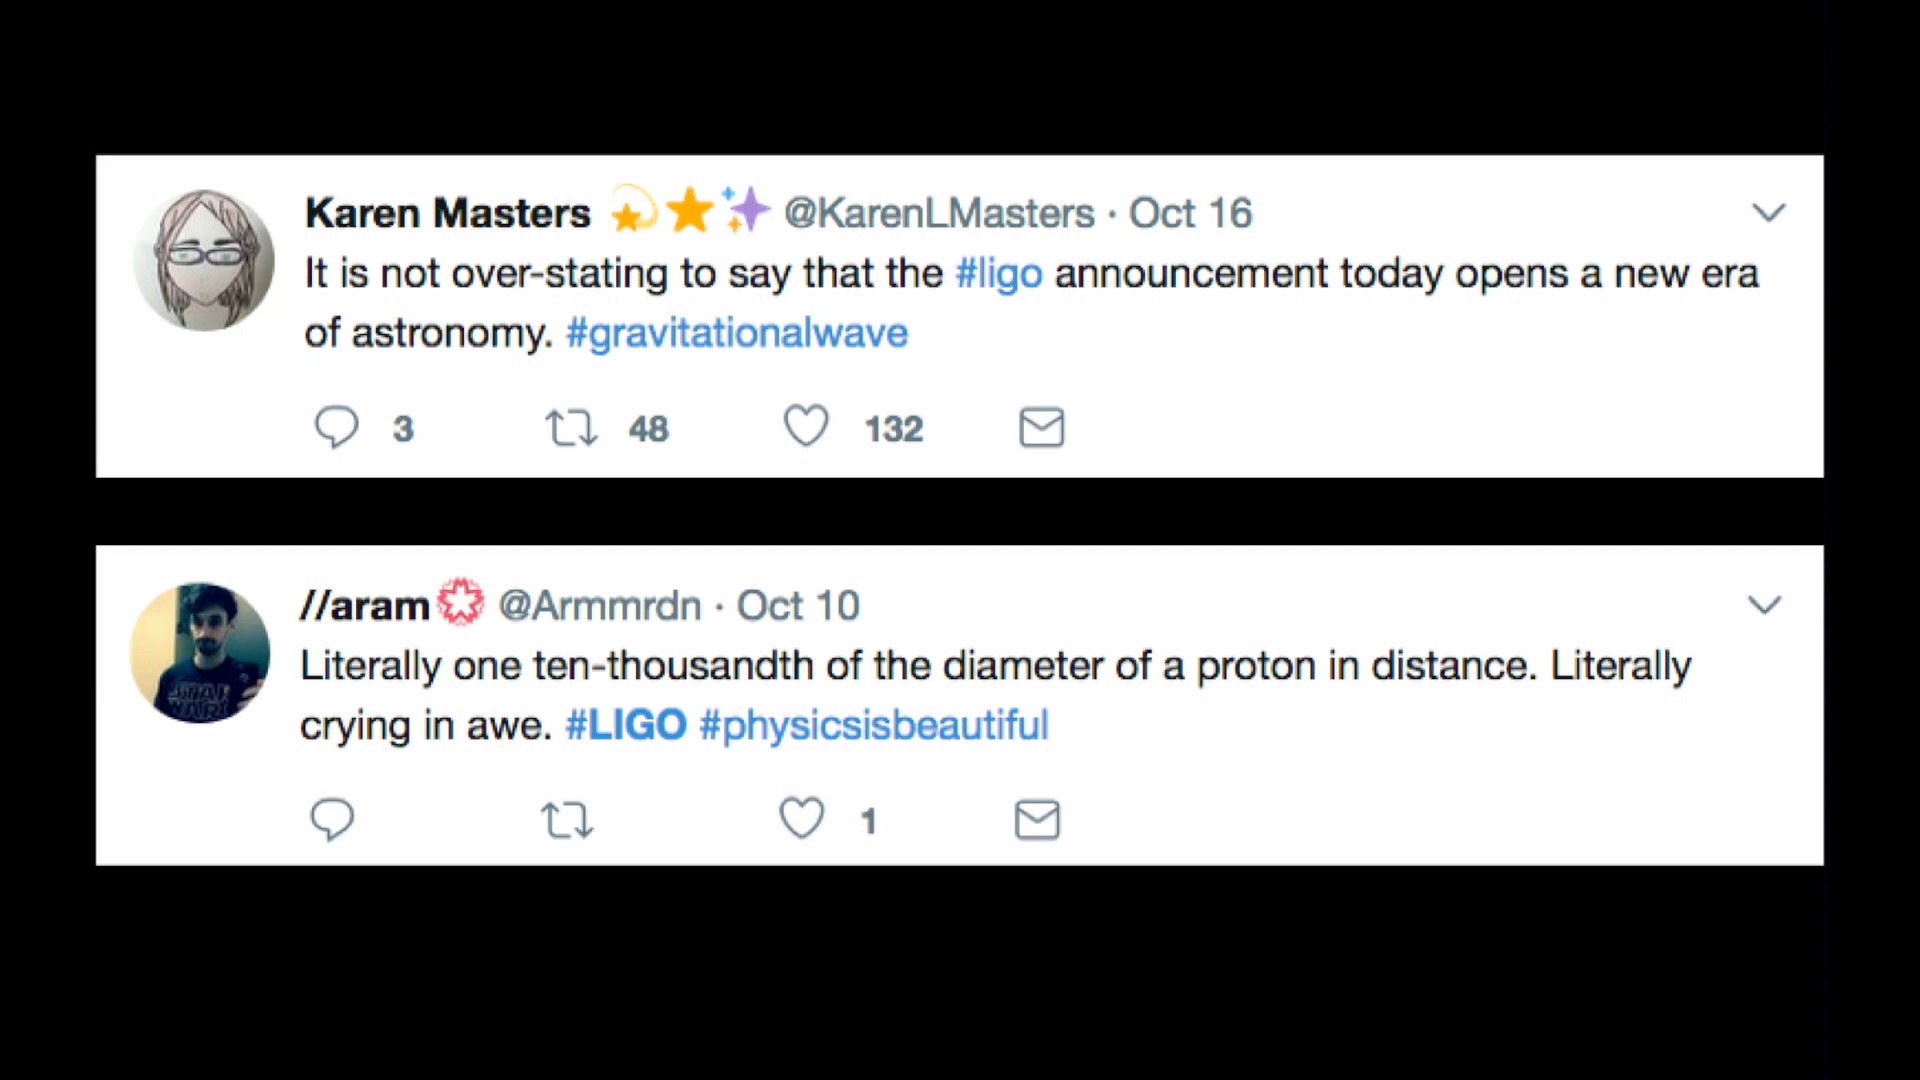 Karen Masters 💫⭐✨ @KarenLMasters · Oct 16
It is not over-stating to say that the #ligo announcement today opens a new era
of astronomy. #gravitationalwave
3 48 132
//aram💮 @Armmrdn · Oct 10
Literally one ten-thousandth of the diameter of a proton in distance. Literally
crying in awe. #LIGO #physicsisbeautiful
1
STAR
WARS